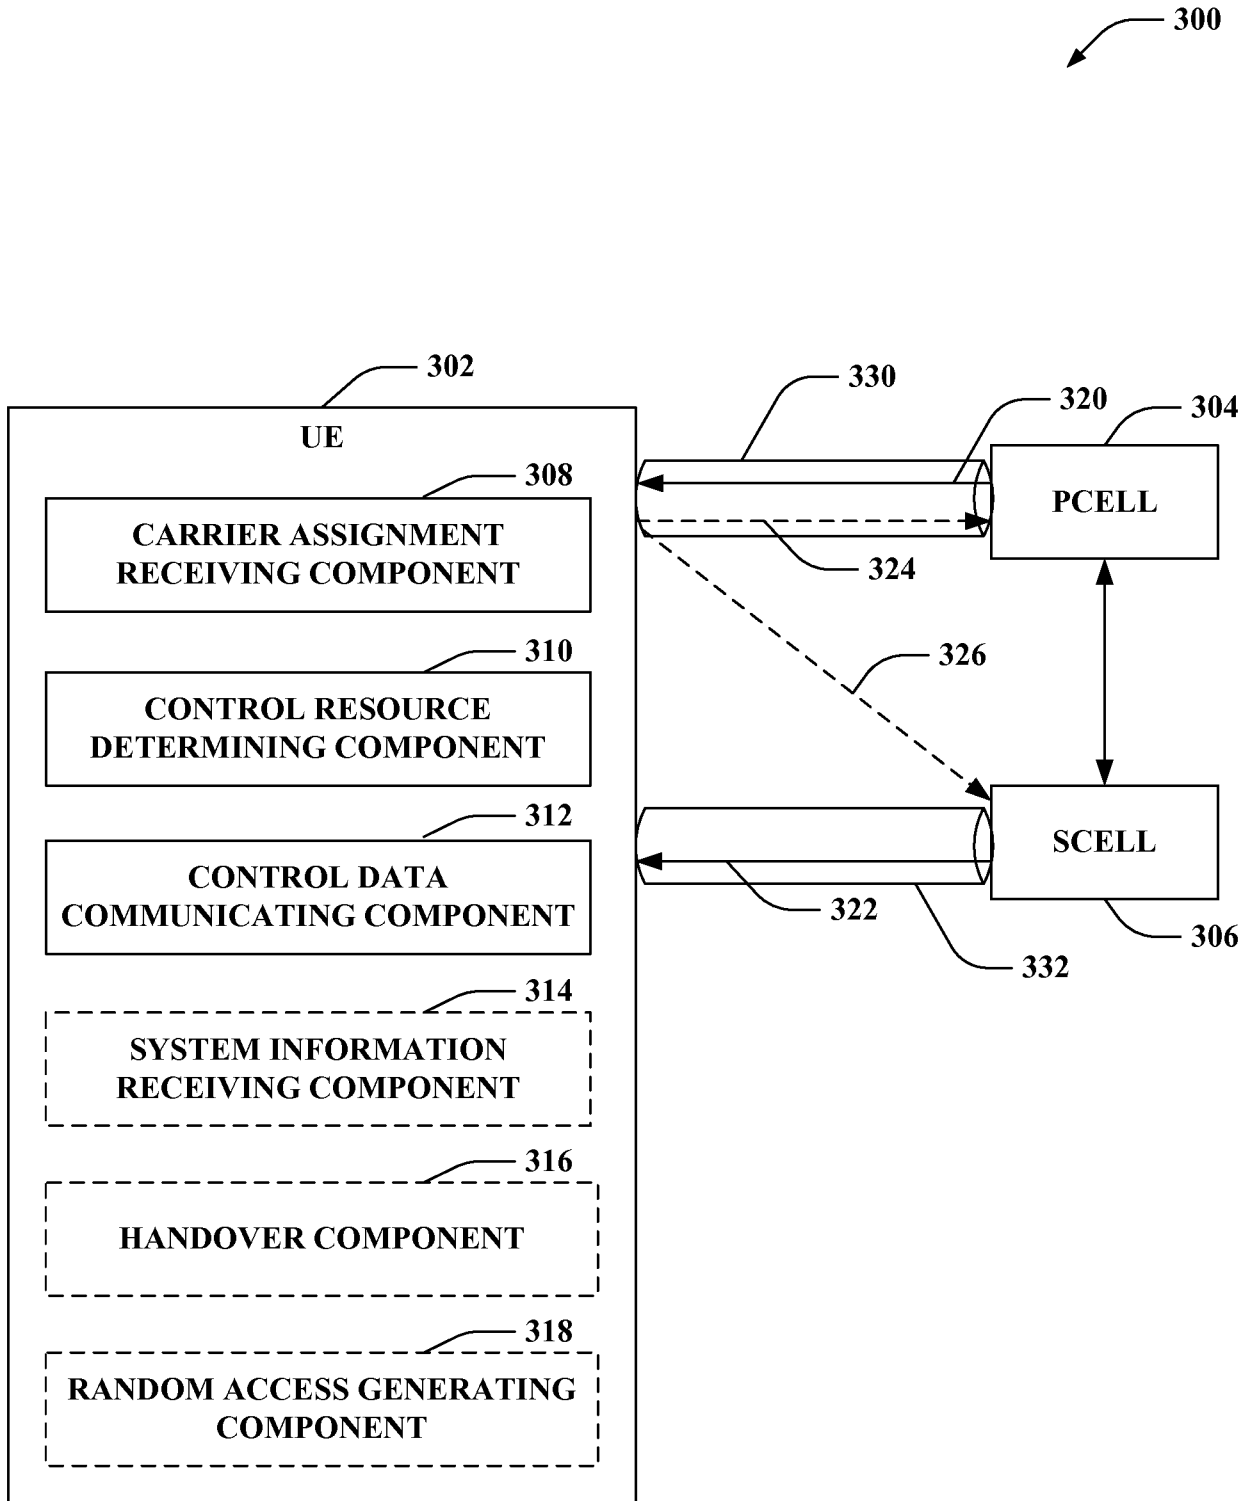 300
302
330
320
304
UE
308
PCELL
CARRIER ASSIGNMENT
RECEIVING COMPONENT
324
310
326
CONTROL RESOURCE
DETERMINING COMPONENT
312
SCELL
CONTROL DATA
COMMUNICATING COMPONENT
322
306
332
314
SYSTEM INFORMATION
RECEIVING COMPONENT
316
HANDOVER COMPONENT
318
RANDOM ACCESS GENERATING
COMPONENT